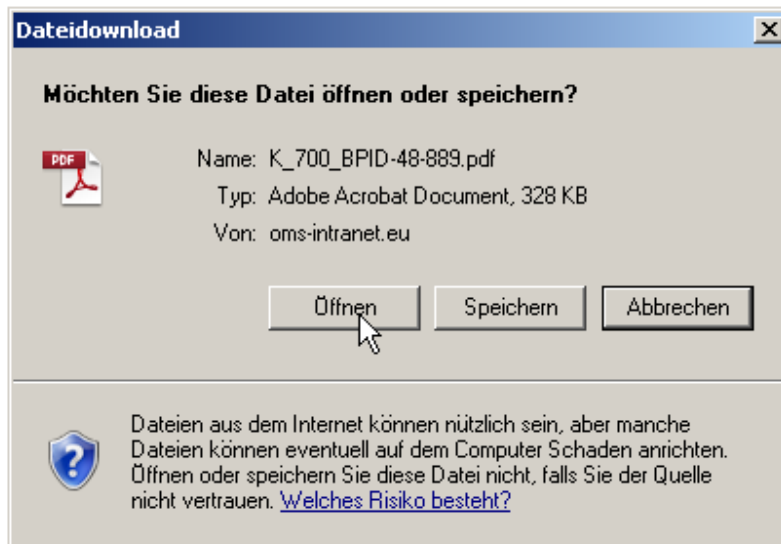 Dateidownload
Möchten Sie diese Datei öffnen oder speichern?
PDF
Name: K_700_BPID-48-889.pdf
Typ: Adobe Acrobat Document, 328 KB
Von: oms-intranet.eu
Öffnen Speichern Abbrechen
Dateien aus dem Internet können nützlich sein, aber manche
Dateien können eventuell auf dem Computer Schaden anrichten.
Öffnen oder speichern Sie diese Datei nicht, falls Sie der Quelle
nicht vertrauen. Welches Risiko besteht?